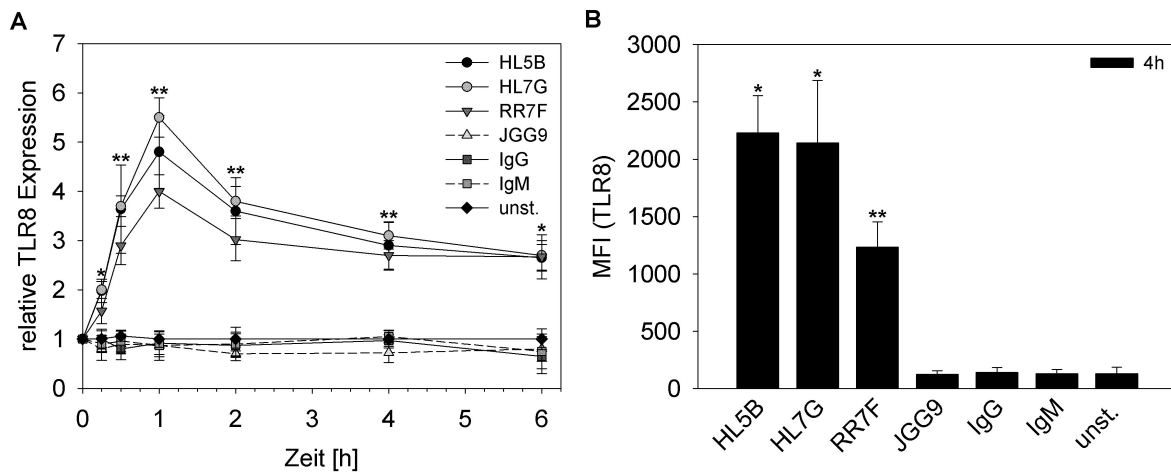 A
relative TLR8 Expression
7
6
5
4
3
2
1
0
**
**
**
**
*
*
HL5B
HL7G
RR7F
JGG9
IgG
IgM
unst.
0 1 2 3 4 5 6
Zeit [h]
B
MFI (TLR8)
3000
2500
2000
1500
1000
500
0
4h
*
*
**
HL5B HL7G RR7F JGG9 IgG IgM unst.